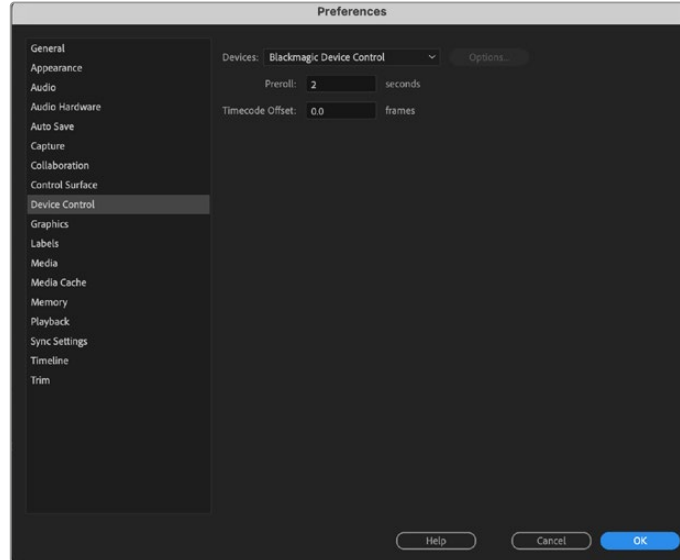 Preferences
General
Appearance
Audio
Audio Hardware
Auto Save
Capture
Collaboration
Control Surface
Device Control
Graphics
Labels
Media
Media Cache
Memory
Playback
Sync Settings
Timeline
Trim
Devices: Blackmagic Device Control Options...
Preroll: 2 seconds
Timecode Offset: 0.0 frames
Help Cancel OK